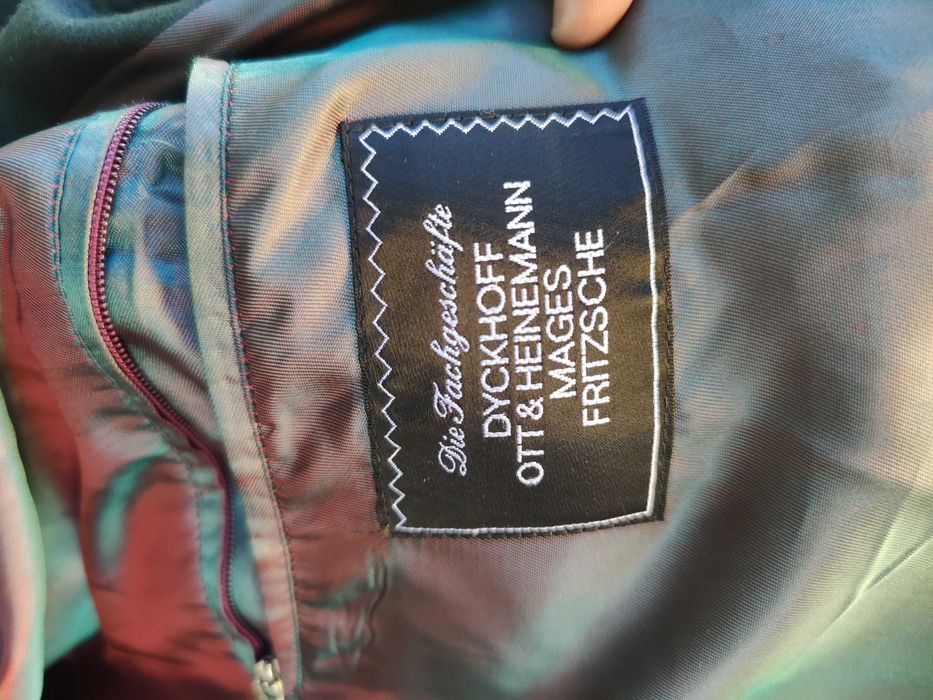 Die Fachgeschäfte
DYCKHOFF
OTT & HEINEMANN
MAGES
FRITZSCHE